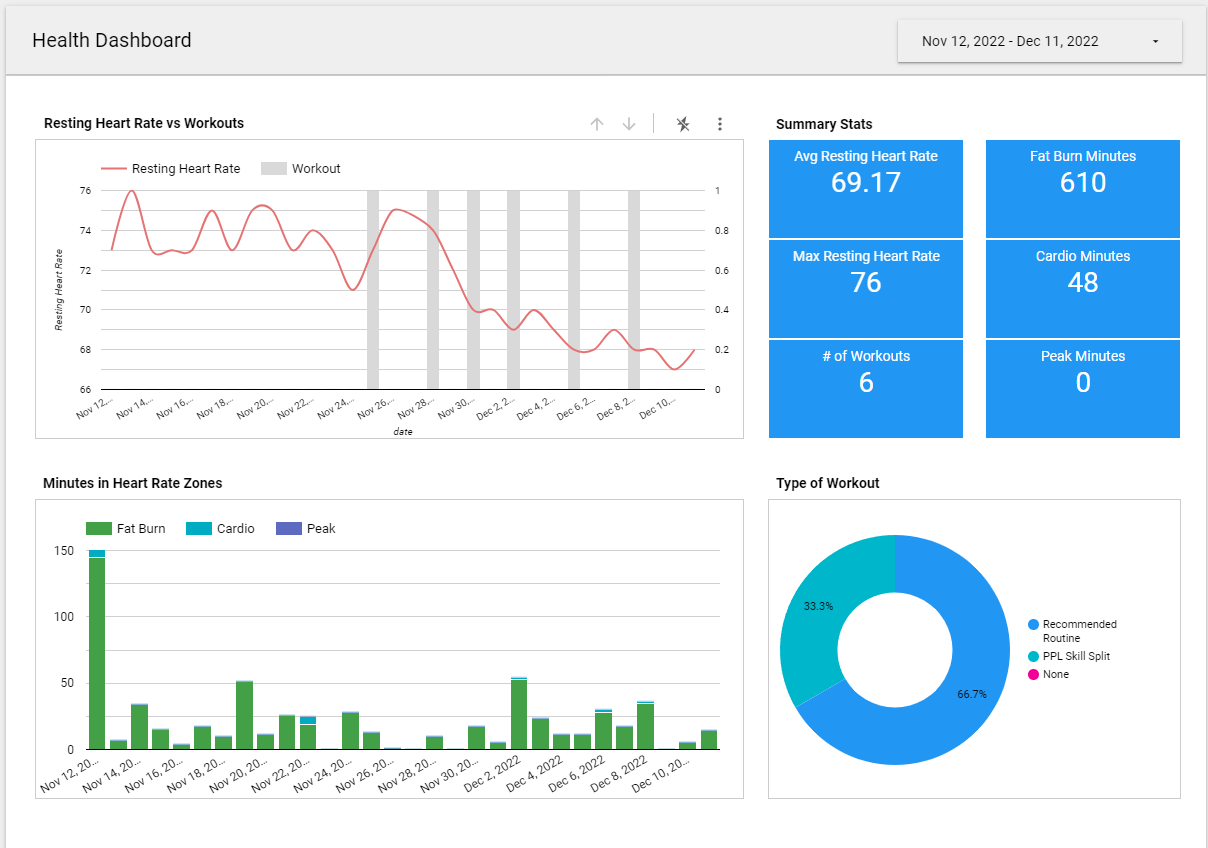 Health Dashboard
Nov 12, 2022 - Dec 11, 2022
Resting Heart Rate vs Workouts
Resting Heart Rate
Workout
76
74
72
70
68
66
Resting Heart Rate
1
0.8
0.6
0.4
0.2
0
Nov 12,...
Nov 14,...
Nov 16,...
Nov 18,...
Nov 20,...
Nov 22,...
Nov 24,...
Nov 26,...
Nov 28,...
Nov 30,...
Dec 2, 2...
Dec 4, 2...
Dec 6, 2...
Dec 8, 2...
Dec 10,...
date
Summary Stats
Avg Resting Heart Rate
69.17
Fat Burn Minutes
610
Max Resting Heart Rate
76
Cardio Minutes
48
# of Workouts
6
Peak Minutes
0
Minutes in Heart Rate Zones
Fat Burn
Cardio
Peak
150
100
50
0
Nov 12, 20...
Nov 14, 20...
Nov 16, 20...
Nov 18, 20...
Nov 20, 20...
Nov 22, 20...
Nov 24, 20...
Nov 26, 20...
Nov 28, 20...
Nov 30, 20...
Dec 2, 2022
Dec 4, 2022
Dec 6, 2022
Dec 8, 2022
Dec 10, 20...
Type of Workout
33.3%
66.7%
Recommended
Routine
PPL Skill Split
None